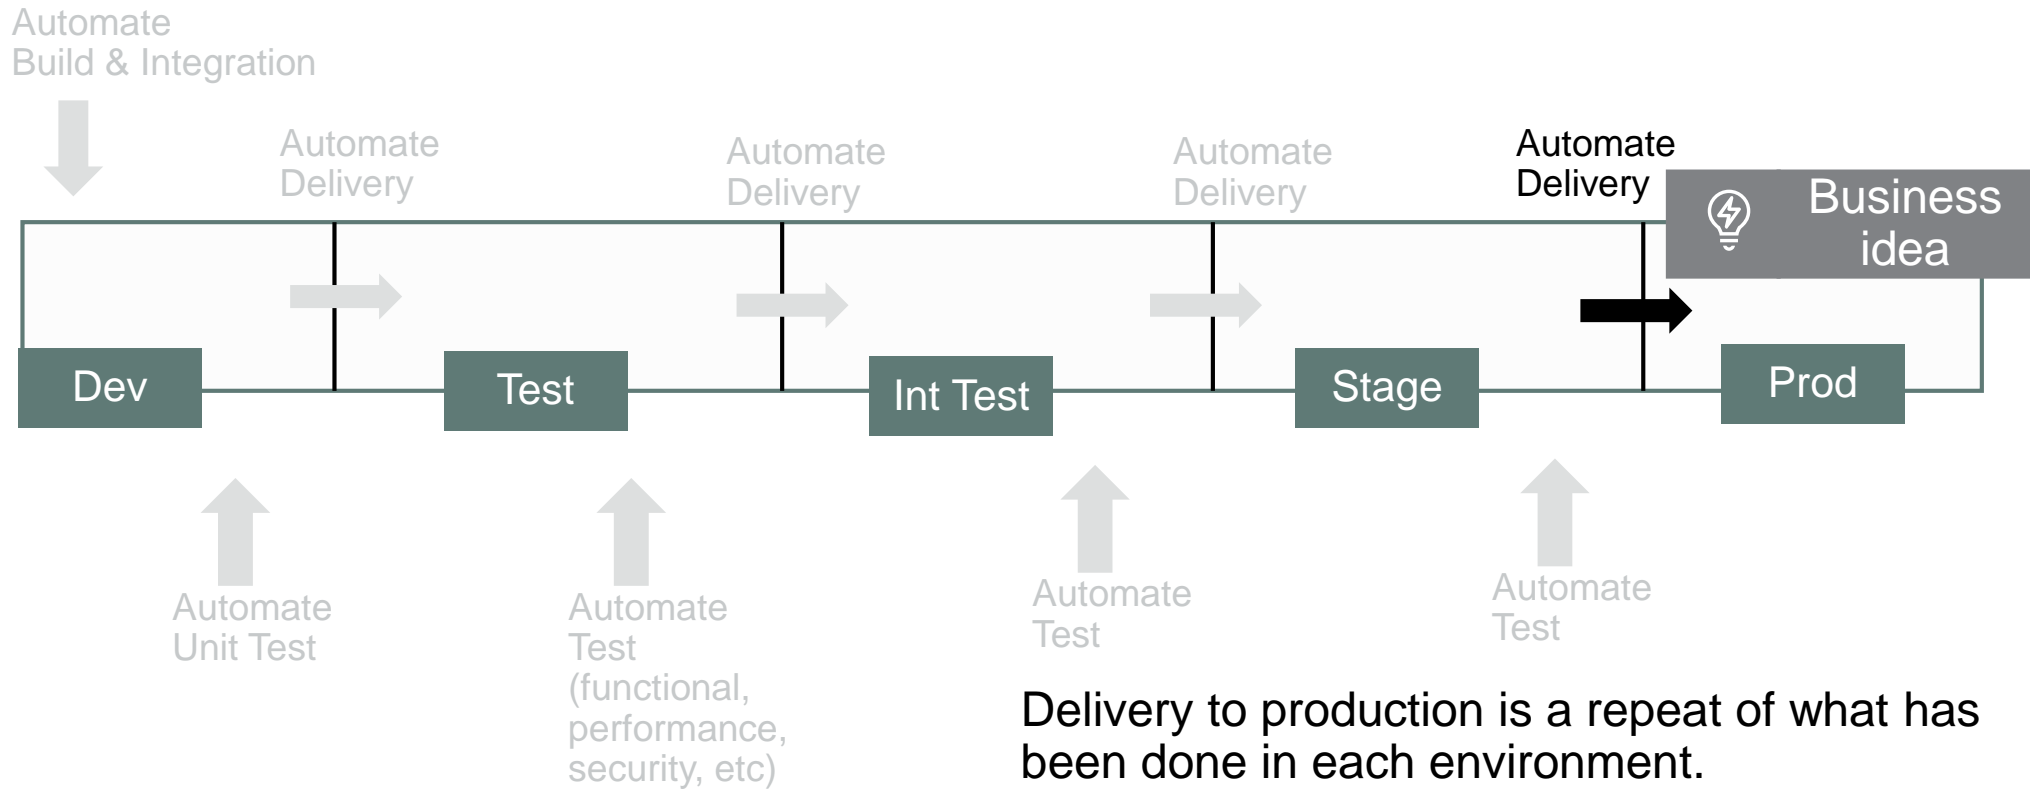 Automate
Build & Integration
Automate
Delivery
Automate
Delivery
Automate
Delivery
Automate
Delivery
Business
idea
Dev
Test
Int Test
Stage
Prod
Automate
Unit Test
Automate
Test
(functional,
performance,
security, etc)
Automate
Test
Automate
Test
Delivery to production is a repeat of what has
been done in each environment.